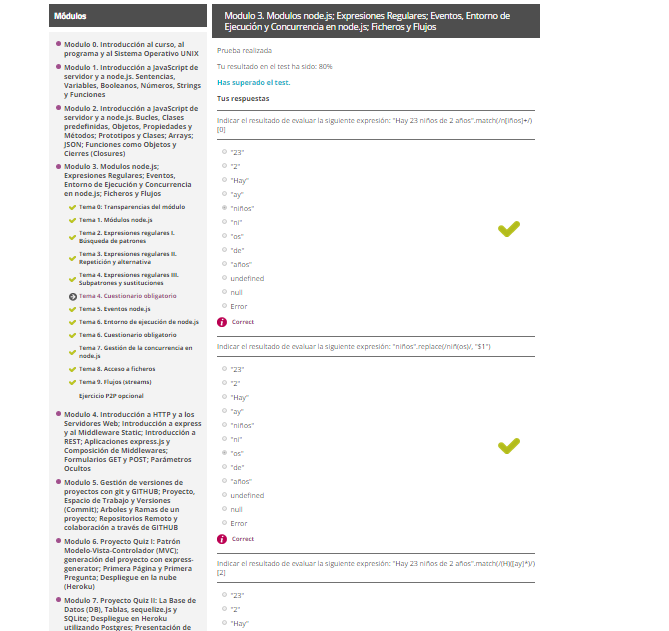 Módulos
Modulo 0. Introducción al curso, al
programa y al Sistema Operativo UNIX
Modulo 1. Introducción a JavaScript de
servidor y a node.js. Sentencias,
Variables, Booleanos, Números, Strings
y Funciones
Modulo 2. Introducción a JavaScript de
servidor y a node.js. Bucles, Clases
predefinidas, Objetos, Propiedades y
Métodos; Prototipos y Clases; Arrays;
JSON; Funciones como Objetos y
Cierres (Closures)
Modulo 3. Modulos node.js;
Expresiones Regulares; Eventos,
Entorno de Ejecución y Concurrencia
en node.js; Ficheros y Flujos
Tema 0: Transparencias del módulo
Tema 1. Módulos node.js
Tema 2. Expresiones regulares I.
Búsqueda de patrones
Tema 3. Expresiones regulares II.
Repetición y alternativa
Tema 4. Expresiones regulares III.
Subpatrones y sustituciones
Tema 4. Cuestionario obligatorio
Tema 5. Eventos node.js
Tema 6. Entorno de ejecución de node.js
Tema 6. Cuestionario obligatorio
Tema 7. Gestión de la concurrencia en
node.js
Tema 8. Acceso a ficheros
Tema 9. Flujos (streams)
Ejercicio P2P opcional
Modulo 4. Introducción a HTTP y a los
Servidores Web; Introducción a express
y al Middleware Static; Introducción a
REST; Aplicaciones express.js y
Composición de Middlewares;
Formularios GET y POST; Parámetros
Ocultos
Modulo 5. Gestión de versiones de
proyectos con git y GITHUB; Proyecto,
Espacio de Trabajo y Versiones
(Commit); Arboles y Ramas de un
proyecto; Repositorios Remoto y
colaboración a través de GITHUB
Modulo 6. Proyecto Quiz I: Patrón
Modelo-Vista-Controlador (MVC);
generación del proyecto con express-
generator; Primera Página y Primera
Pregunta; Despliegue en la nube
(Heroku)
Modulo 7. Proyecto Quiz II: La Base de
Datos (DB), Tablas, sequelize.js y
SQLite; Despliegue en Heroku
utilizando Postgres; Presentación de
Modulo 3. Modulos node.js; Expresiones Regulares; Eventos, Entorno de
Ejecución y Concurrencia en node.js; Ficheros y Flujos
Prueba realizada
Tu resultado en el test ha sido: 80%
Has superado el test.
Tus respuestas
Indicar el resultado de evaluar la siguiente expresión: "Hay 23 niños de 2 años".match(/n[iños]+/)
[0]
"23"
"2"
"Hay"
"ay"
"niños"
"ni"
"os"
"de"
"años"
undefined
null
Error
Correct
Indicar el resultado de evaluar la siguiente expresión: "niños".replace(/niñ(os)/, "$1")
"23"
"2"
"Hay"
"ay"
"niños"
"ni"
"os"
"de"
"años"
undefined
null
Error
Correct
Indicar el resultado de evaluar la siguiente expresión: "Hay 23 niños de 2 años".match(/(H)([ay]*)/)
[2]
"23"
"2"
"Hay"